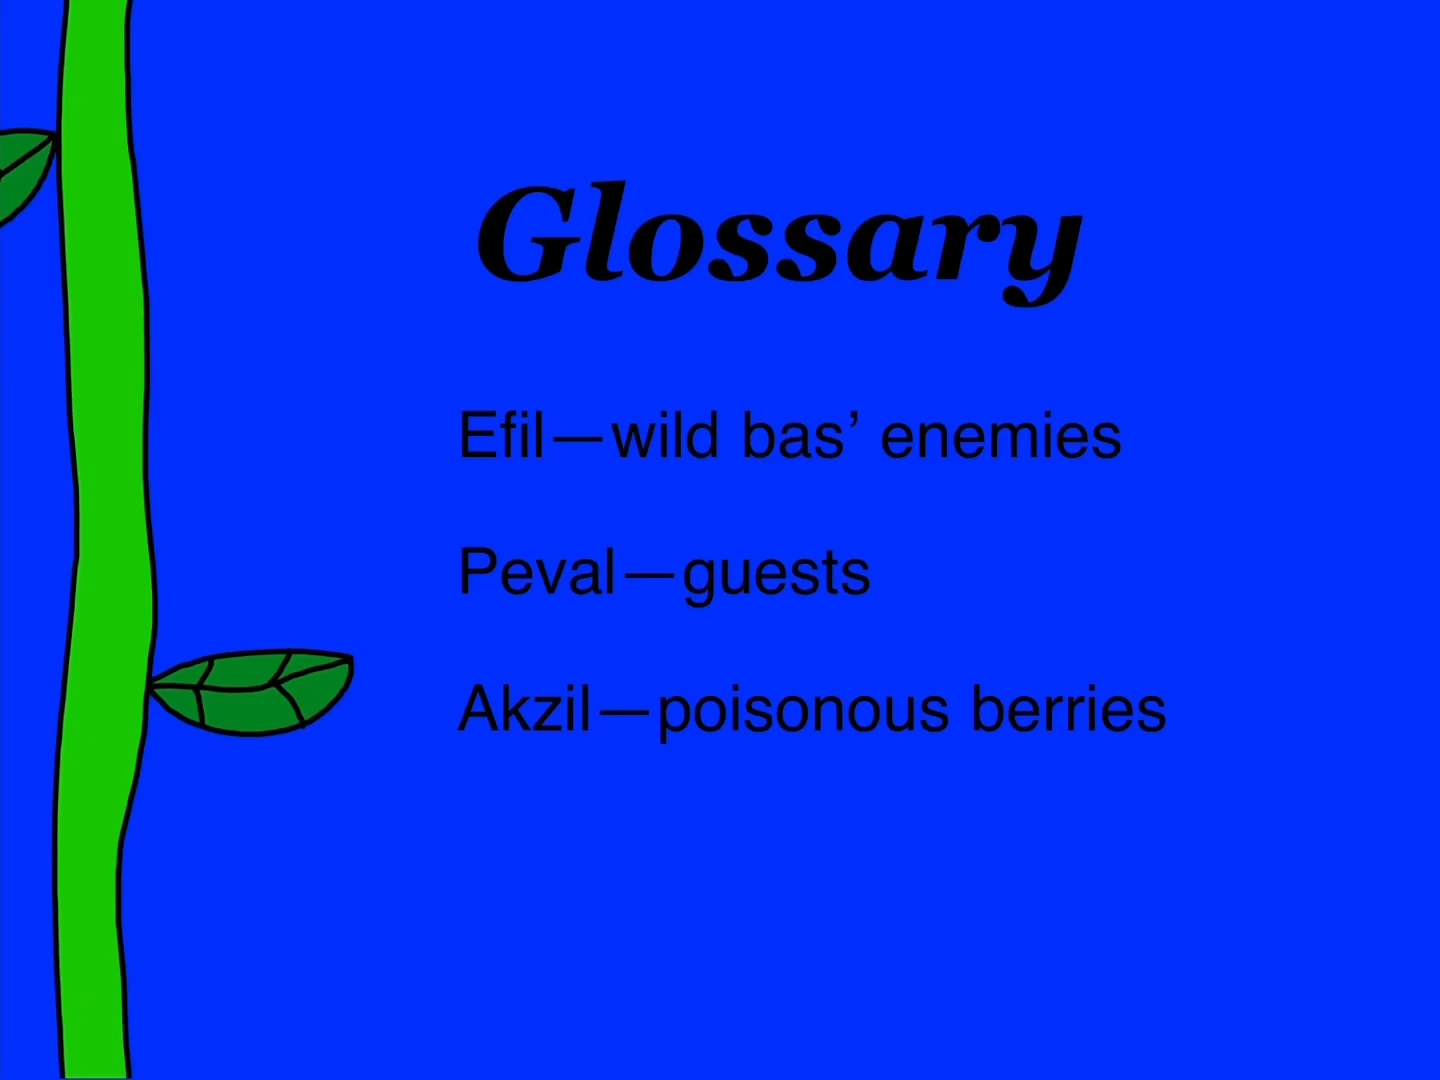 Glossary
Efil—wild bas’ enemies
Peval—guests
Akzil—poisonous berries